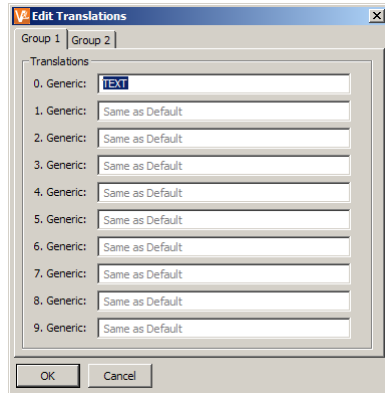 Edit Translations
Group 1 Group 2
Translations
0. Generic: TEXT
1. Generic: Same as Default
2. Generic: Same as Default
3. Generic: Same as Default
4. Generic: Same as Default
5. Generic: Same as Default
6. Generic: Same as Default
7. Generic: Same as Default
8. Generic: Same as Default
9. Generic: Same as Default
OK Cancel